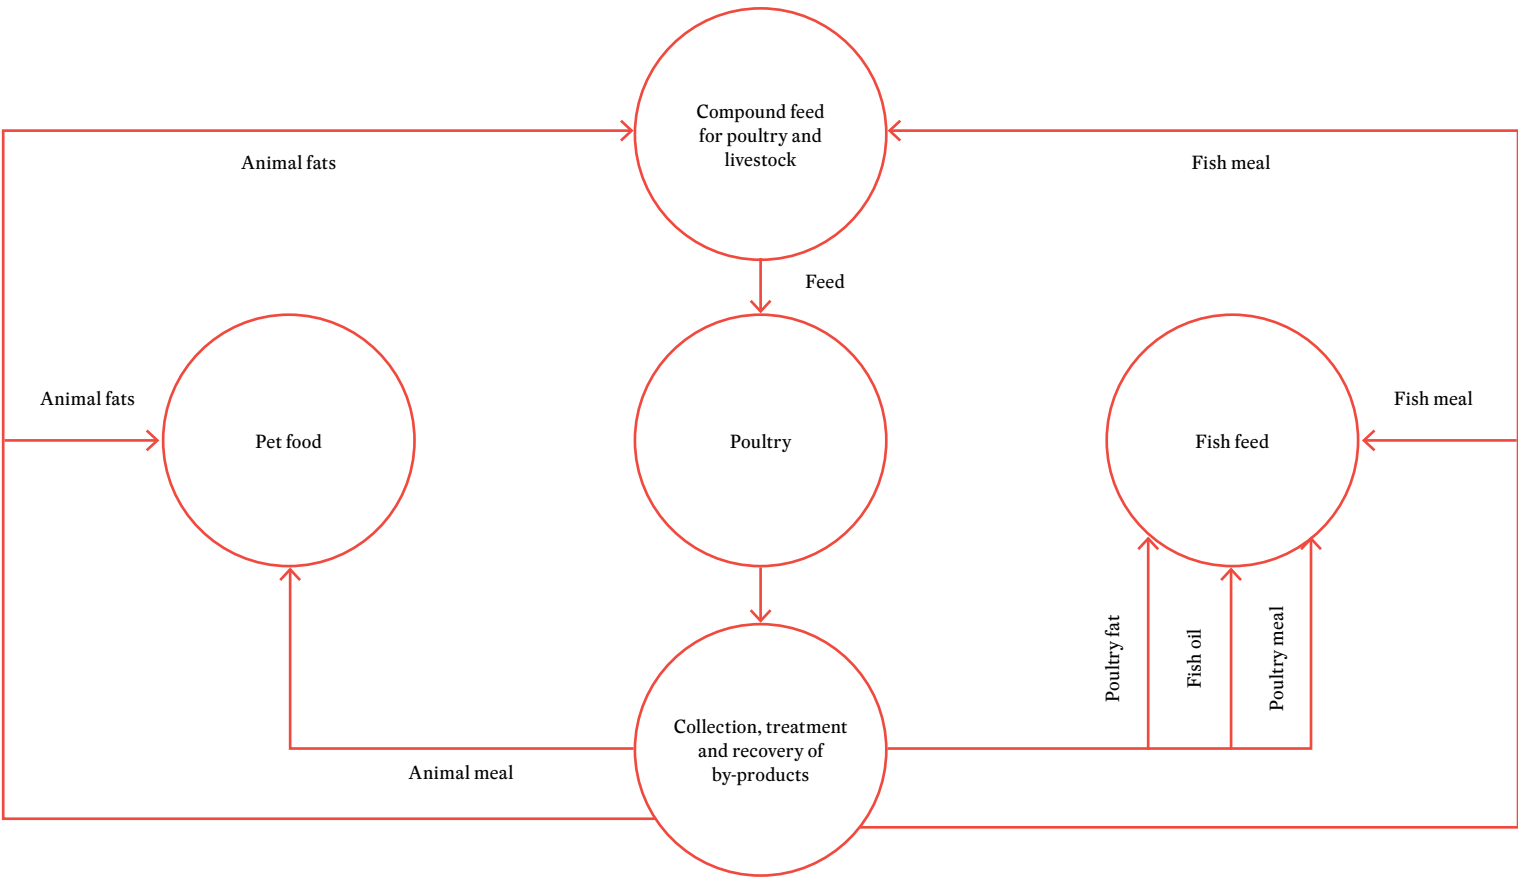 Compound feed
for poultry and
livestock
Animal fats
Fish meal
Feed
Animal fats
Fish meal
Pet food
Poultry
Fish feed
Poultry fat
Fish oil
Poultry meal
Collection, treatment
and recovery of
by-products
Animal meal